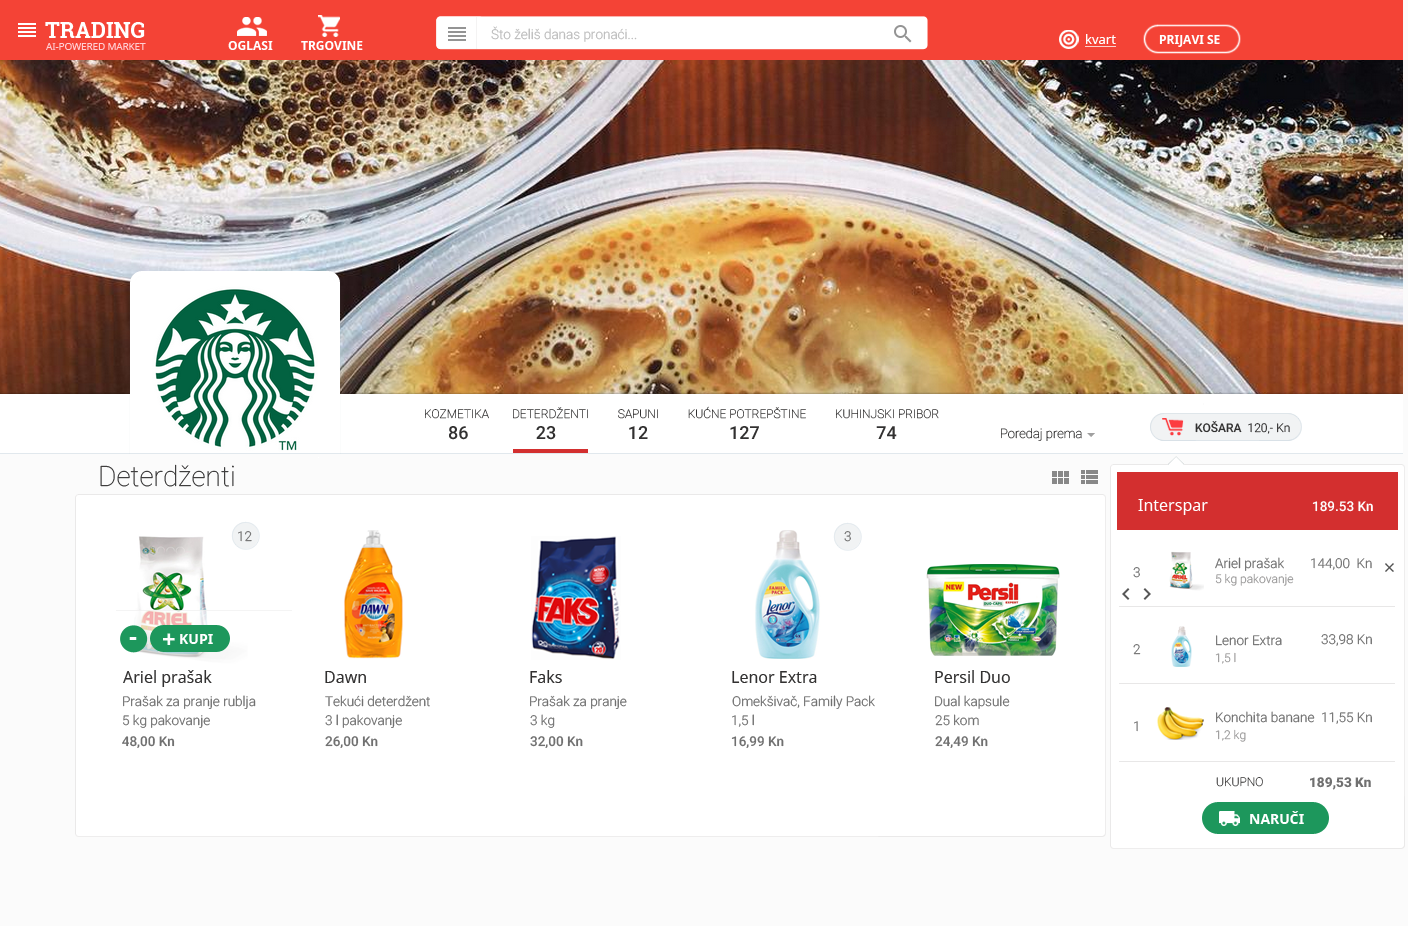 TRADING
AI-POWERED MARKET
OGLASI
TRGOVINE
Što želiš danas pronaći...
kvart
PRIJAVI SE
TM
KOZMETIKA
86
DETERDŽENTI
23
SAPUNI
12
KUĆNE POTREPŠTINE
127
KUHINJSKI PRIBOR
74
Poredaj prema
KOŠARA 120,- Kn
Deterdženti
12
ARIEL
- + KUPI
Ariel prašak
Prašak za pranje rublja
5 kg pakovanje
48,00 Kn
DAWN
Dawn
Tekući deterdžent
3 l pakovanje
26,00 Kn
FAKS
Faks
Prašak za pranje
3 kg
32,00 Kn
3
FAMILY
PACK
Lenor
Lenor Extra
Omekšivač, Family Pack
1,5 l
16,99 Kn
NEW
Persil
DUO-CAPS
Persil Duo
Dual kapsule
25 kom
24,49 Kn
Interspar 189.53 Kn
3
ARIEL
Ariel prašak 144,00 Kn
5 kg pakovanje
2
Lenor Extra 33,98 Kn
1,5 l
1
Konchita banane 11,55 Kn
1,2 kg
UKUPNO 189,53 Kn
NARUČI